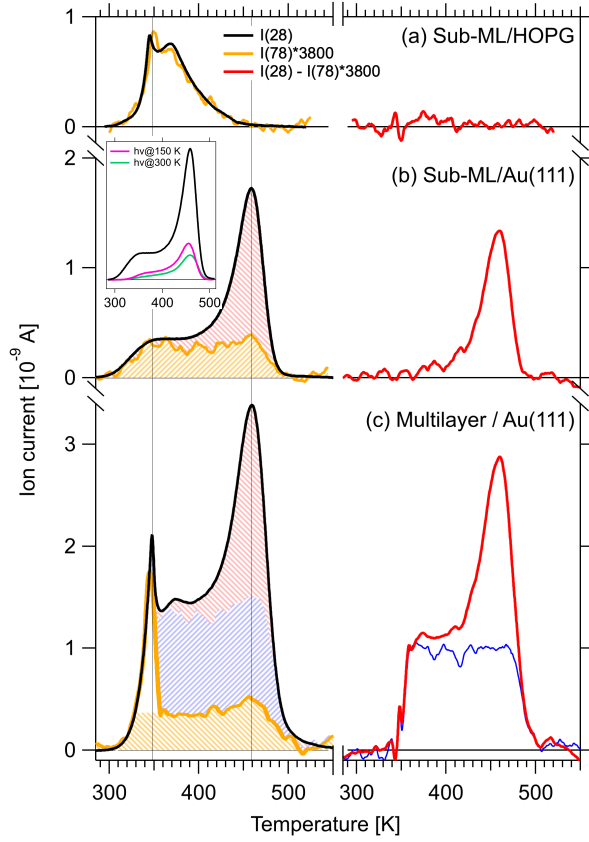 I(28)
I(78)*3800
I(28) - I(78)*3800
(a) Sub-ML/HOPG
1
0
hv@150 K
hv@300 K
300 400 500
(b) Sub-ML/Au(111)
2
1
0
(c) Multilayer / Au(111)
3
2
1
0
300 400 500 300 400 500
Temperature [K]
Ion current [10⁻⁹ A]